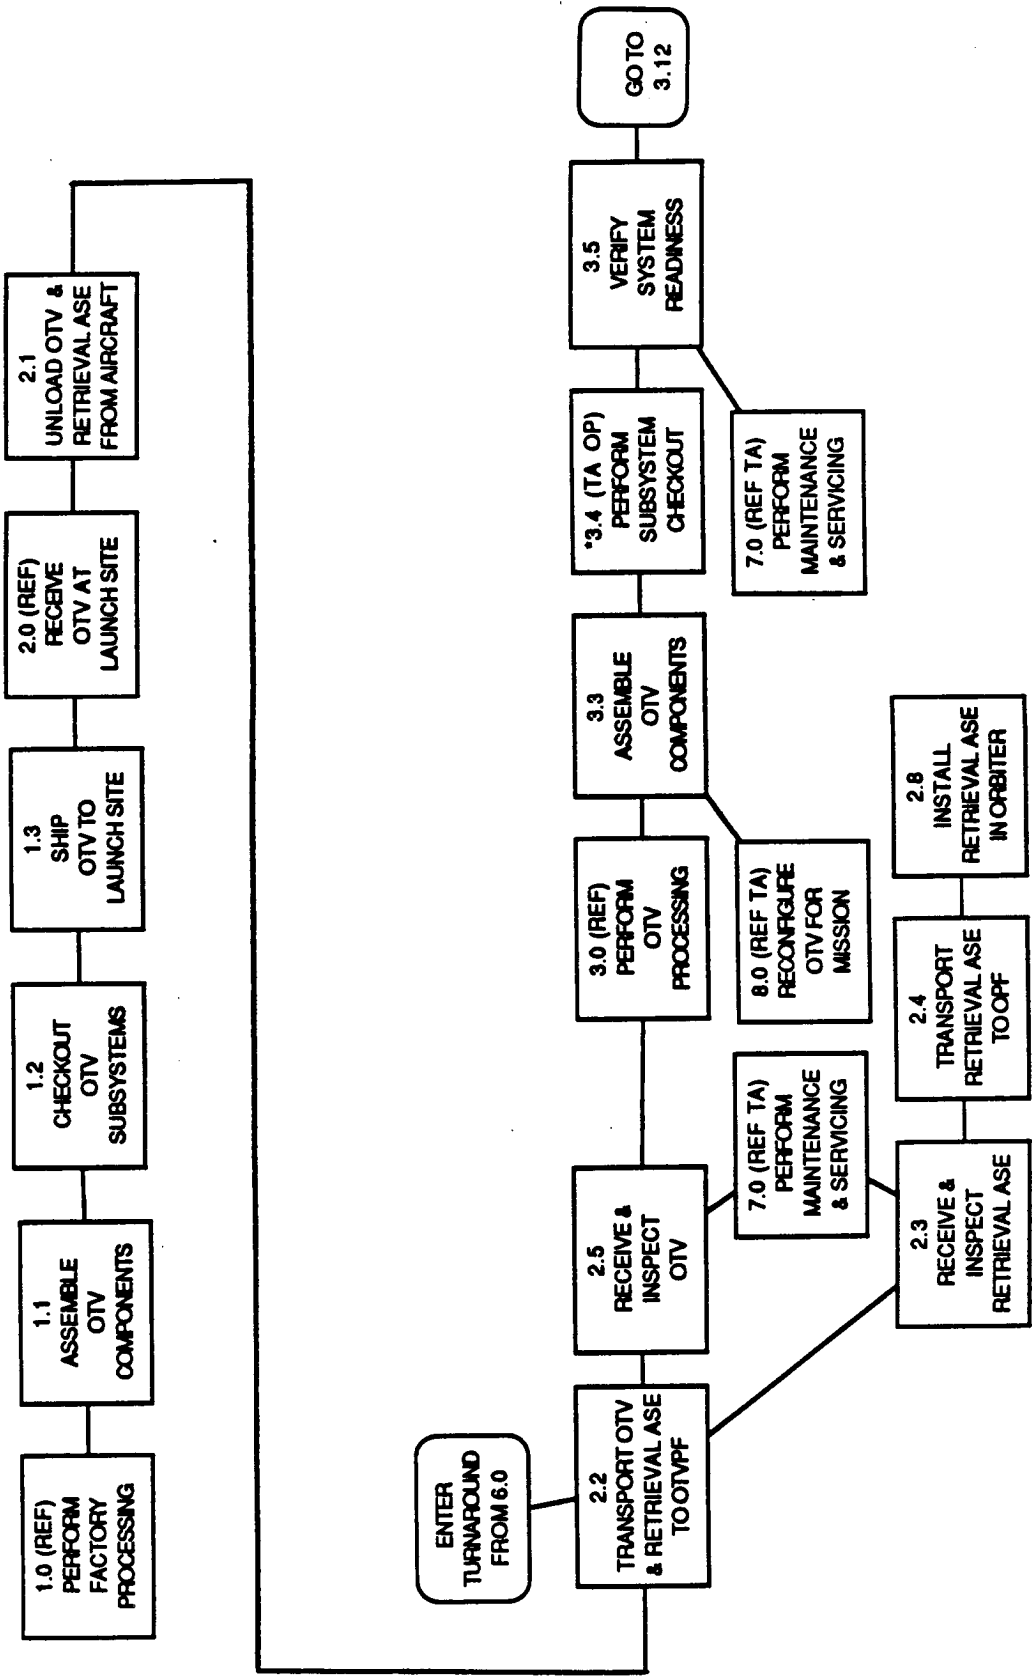 1.0 (REF)
PERFORM
FACTORY
PROCESSING
1.1
ASSEMBLE
OTV
COMPONENTS
1.2
CHECKOUT
OTV
SUBSYSTEMS
1.3
SHIP
OTV TO
LAUNCH SITE
2.0 (REF)
RECEIVE
OTV AT
LAUNCH SITE
2.1
UNLOAD OTV &
RETRIEVAL ASE
FROM AIRCRAFT
ENTER
TURNAROUND
FROM 6.0
2.2
TRANSPORT OTV
& RETRIEVAL ASE
TO OTVPF
2.5
RECEIVE &
INSPECT
OTV
3.0 (REF)
PERFORM
OTV
PROCESSING
3.3
ASSEMBLE
OTV
COMPONENTS
*3.4 (TA OP)
PERFORM
SUBSYSTEM
CHECKOUT
3.5
VERIFY
SYSTEM
READINESS
GO TO
3.12
7.0 (REF TA)
PERFORM
MAINTENANCE
& SERVICING
8.0 (REF TA)
RECONFIGURE
OTV FOR
MISSION
7.0 (REF TA)
PERFORM
MAINTENANCE
& SERVICING
2.3
RECEIVE &
INSPECT
RETRIEVAL ASE
2.4
TRANSPORT
RETRIEVAL ASE
TO OPF
2.8
INSTALL
RETRIEVAL ASE
IN ORBITER